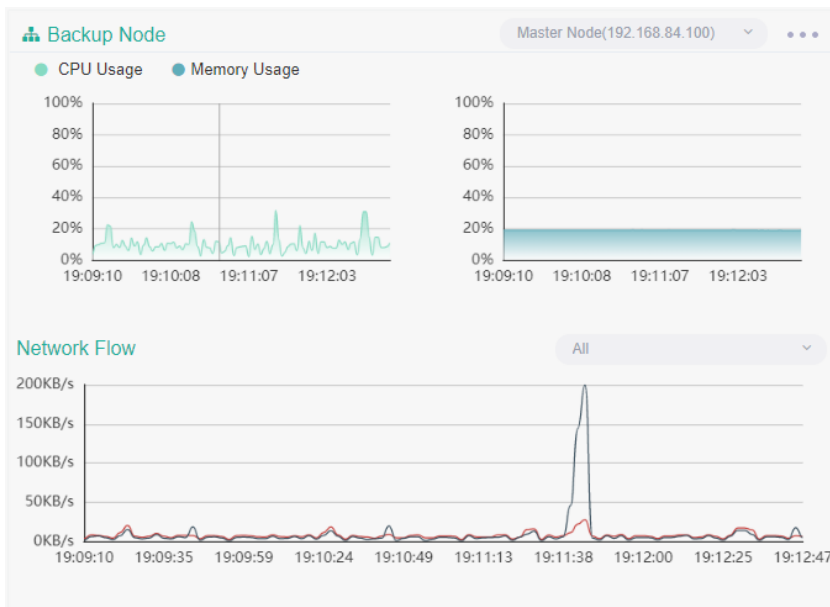 Backup Node
Master Node(192.168.84.100)
CPU Usage Memory Usage
100%
80%
60%
40%
20%
0%
19:09:10 19:10:08 19:11:07 19:12:03
100%
80%
60%
40%
20%
0%
19:09:10 19:10:08 19:11:07 19:12:03
Network Flow
All
200KB/s
150KB/s
100KB/s
50KB/s
0KB/s
19:09:10 19:09:35 19:09:59 19:10:24 19:10:49 19:11:13 19:11:38 19:12:00 19:12:25 19:12:47